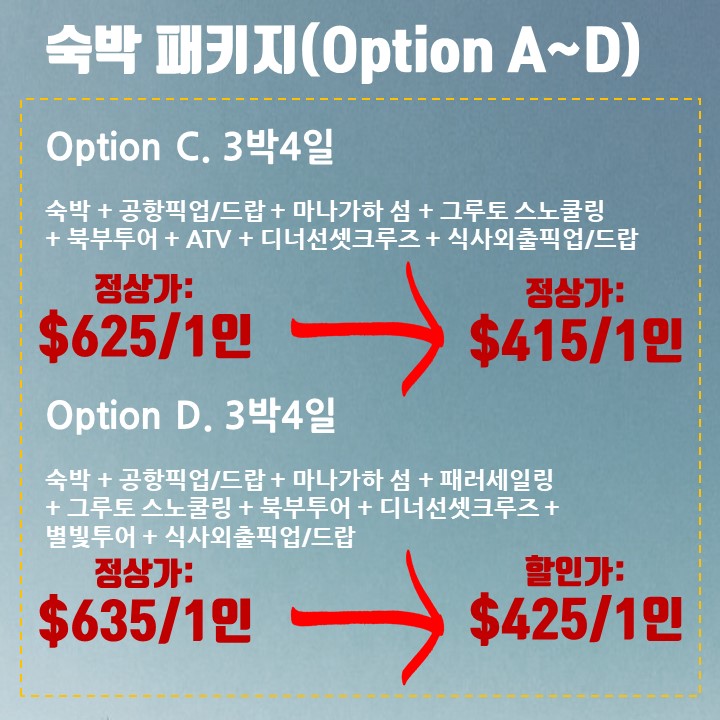 숙박 패키지(Option A~D)
Option C. 3박4일
숙박 + 공항픽업/드랍 + 마나가하 섬 + 그루토 스노쿨링
+ 북부투어 + ATV + 디너선셋크루즈 + 식사외출픽업/드랍
정상가:
$625/1인
정상가:
$415/1인
Option D. 3박4일
숙박 + 공항픽업/드랍 + 마나가하 섬 + 패러세일링
+ 그루토 스노쿨링 + 북부투어 + 디너선셋크루즈 +
별빛투어 + 식사외출픽업/드랍
정상가:
$635/1인
할인가:
$425/1인